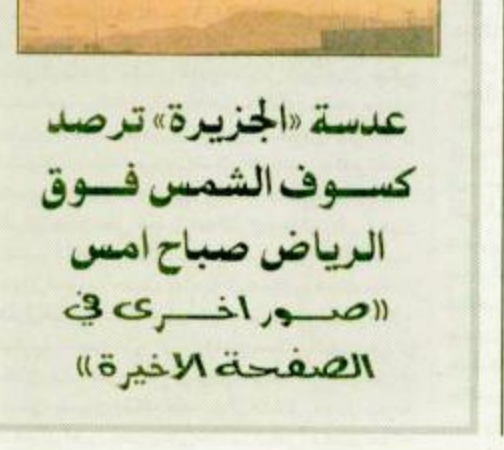 عدسة «الجزيرة» ترصد
كسوف الشمس فوق
الرياض صباح امس
«صور اخرى في
الصفحة الاخيرة»